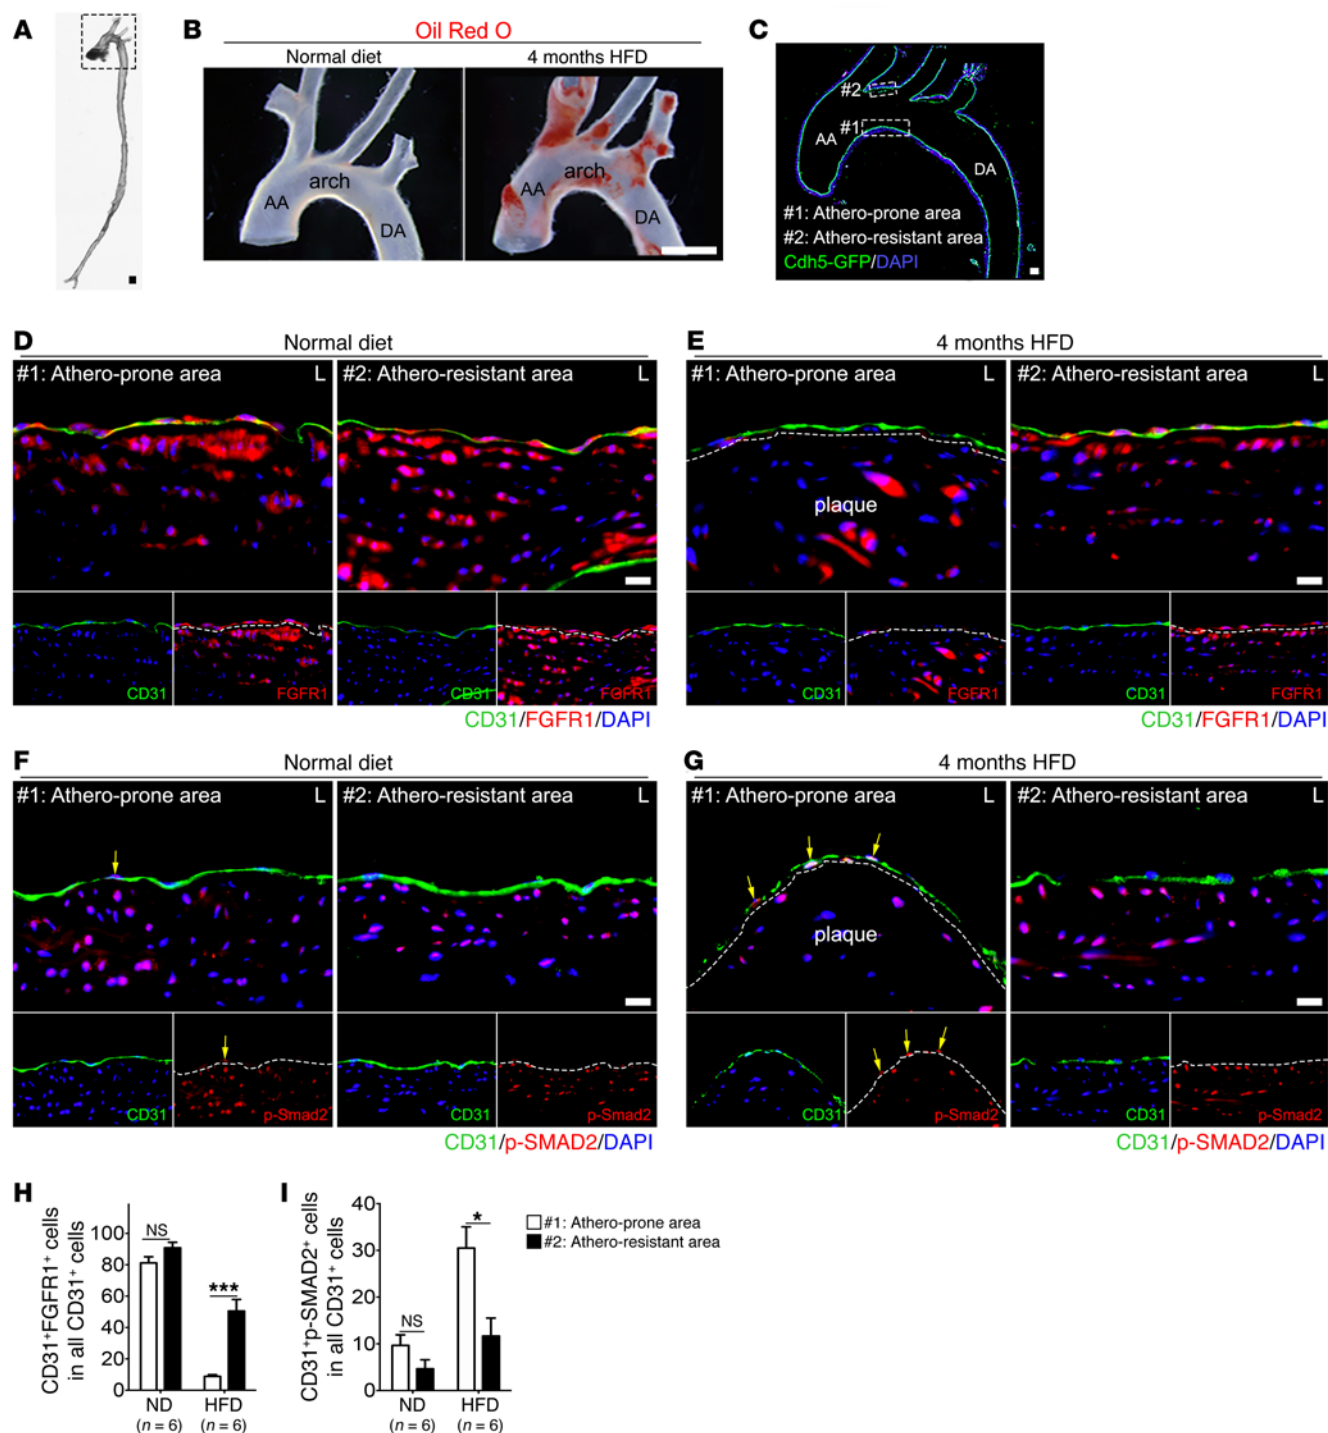 A
B
Oil Red O
Normal diet
4 months HFD
AA
arch
DA
AA
arch
DA
C
#2
#1
AA
DA
#1: Athero-prone area
#2: Athero-resistant area
Cdh5-GFP/DAPI
D
Normal diet
#1: Athero-prone area L
#2: Athero-resistant area L
CD31
FGFR1
CD31
FGFR1
CD31/FGFR1/DAPI
E
4 months HFD
#1: Athero-prone area L
#2: Athero-resistant area L
plaque
CD31
FGFR1
CD31
FGFR1
CD31/FGFR1/DAPI
CD31/FGFR1/DAPI
F
Normal diet
#1: Athero-prone area L
#2: Athero-resistant area L
CD31
p-Smad2
CD31
p-Smad2
CD31/p-SMAD2/DAPI
G
4 months HFD
#1: Athero-prone area L
#2: Athero-resistant area L
plaque
CD31
p-Smad2
CD31
p-Smad2
CD31/p-SMAD2/DAPI
H
CD31⁺FGFR1⁺ cells
in all CD31⁺ cells
100
80
60
40
20
0
NS
***
ND
(n = 6)
HFD
(n = 6)
I
CD31⁺p-SMAD2⁺ cells
in all CD31⁺ cells
40
30
20
10
0
NS
*
ND
(n = 6)
HFD
(n = 6)
#1: Athero-prone area
#2: Athero-resistant area